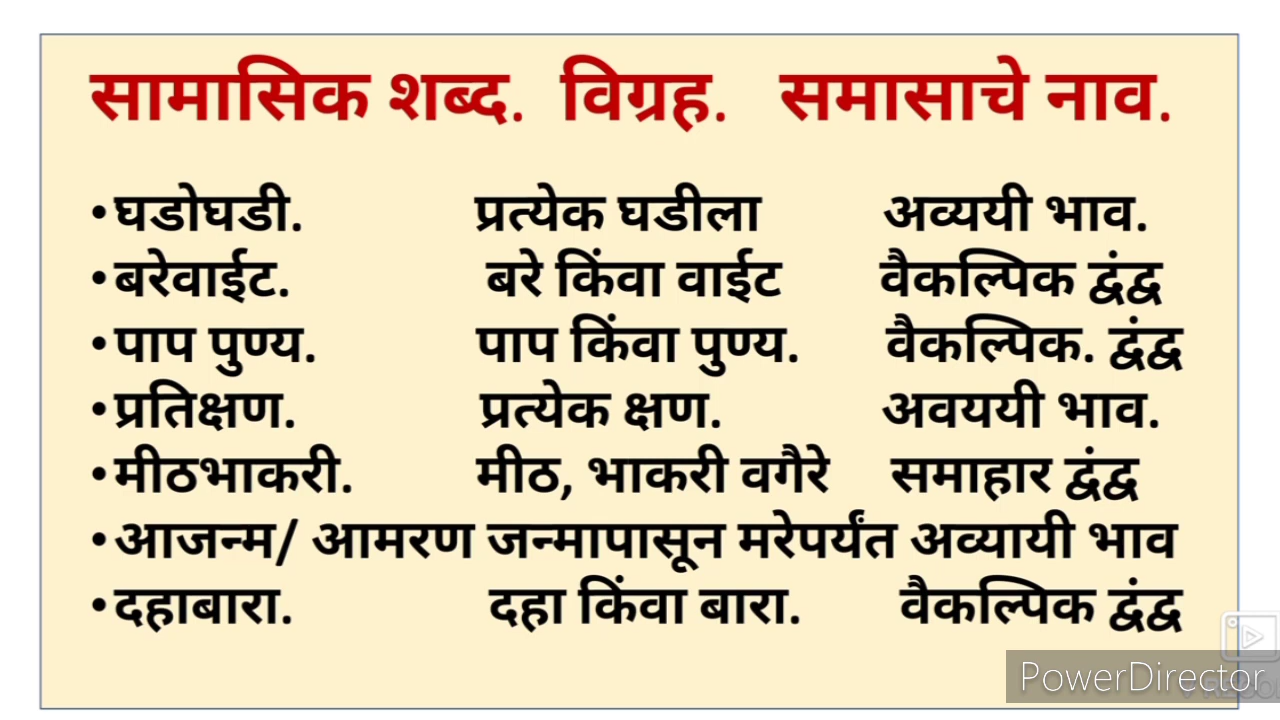 सामासिक शब्द. विग्रह. समासाचे नाव.
•घडोघडी. प्रत्येक घडीला अव्ययी भाव.
•बरेवाईट. बरे किंवा वाईट वैकल्पिक द्वंद्व
•पाप पुण्य. पाप किंवा पुण्य. वैकल्पिक. द्वंद्व
•प्रतिक्षण. प्रत्येक क्षण. अवययी भाव.
•मीठभाकरी. मीठ, भाकरी वगैरे समाहार द्वंद्व
•आजन्म/ आमरण जन्मापासून मरेपर्यंत अव्यायी भाव
•दहाबारा. दहा किंवा बारा. वैकल्पिक द्वंद्व
PowerDirector